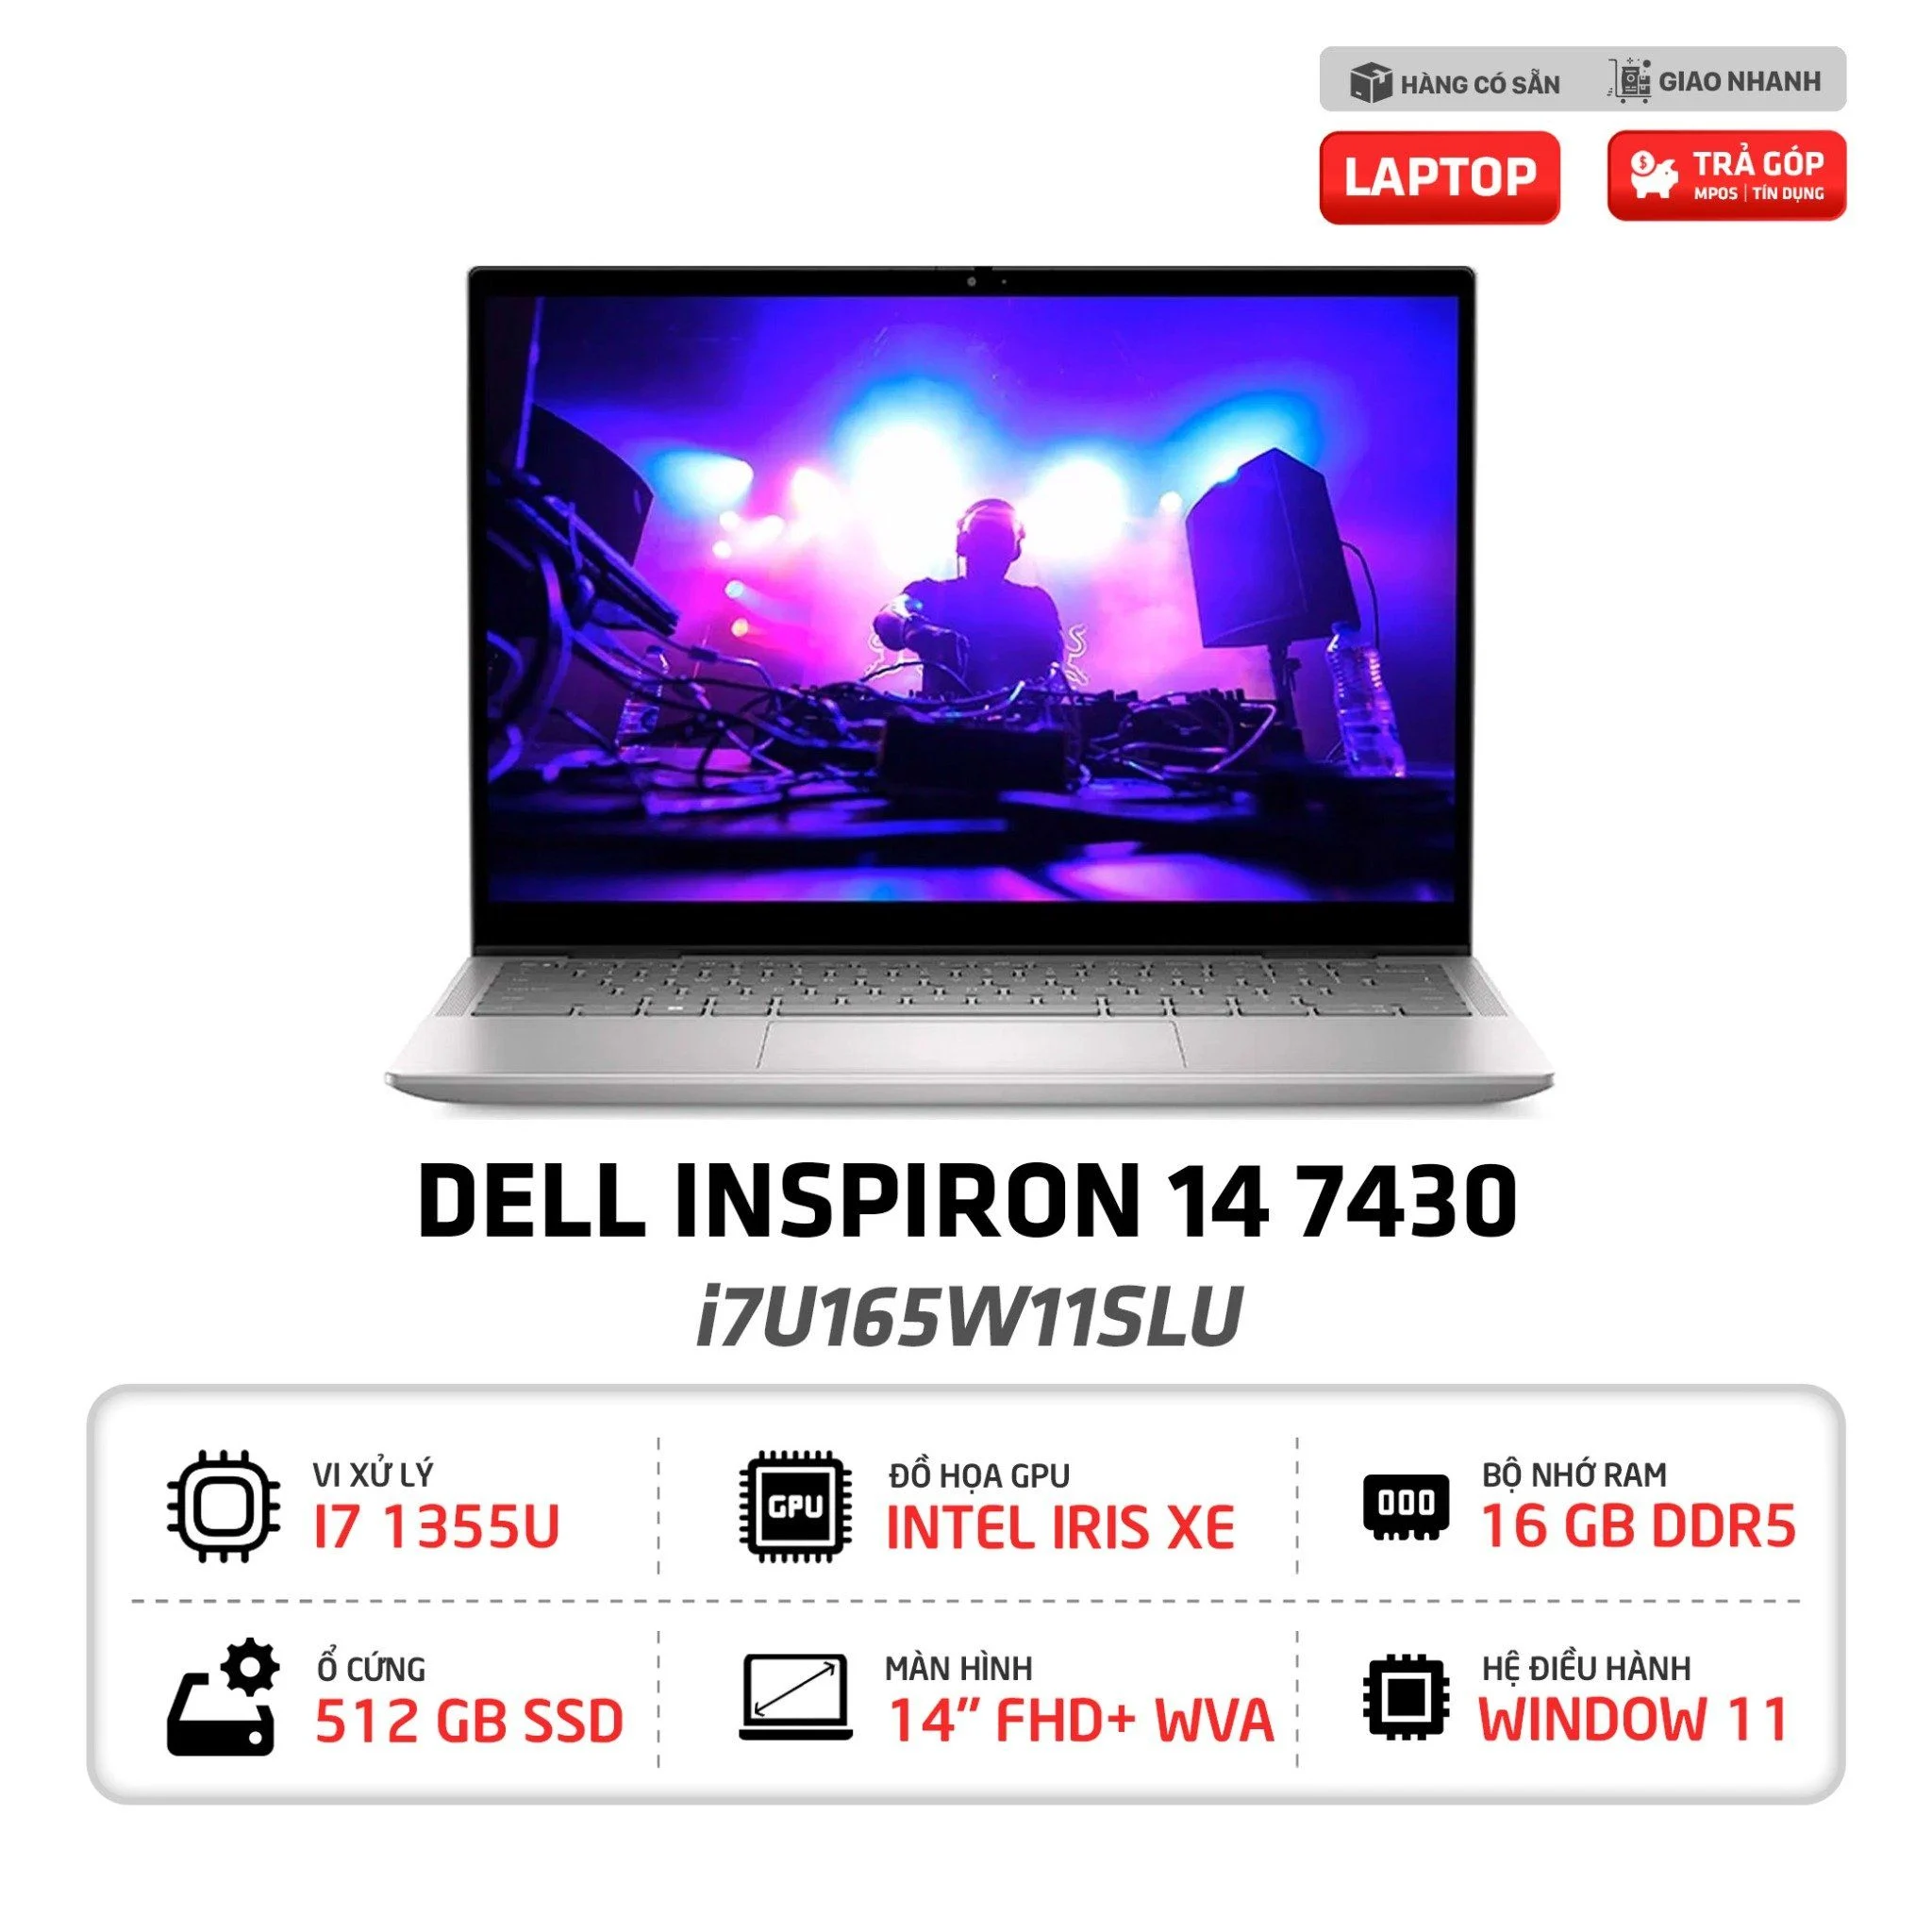 HÀNG CÓ SẴN
GIAO NHANH
LAPTOP
TRẢ GÓP
MPOS | TÍN DỤNG
DELL INSPIRON 14 7430
i7U165W11SLU
VI XỬ LÝ
I7 1355U
GPU
ĐỒ HỌA GPU
INTEL IRIS XE
BỘ NHỚ RAM
16 GB DDR5
Ổ CỨNG
512 GB SSD
MÀN HÌNH
14” FHD+ WVA
HỆ ĐIỀU HÀNH
WINDOW 11